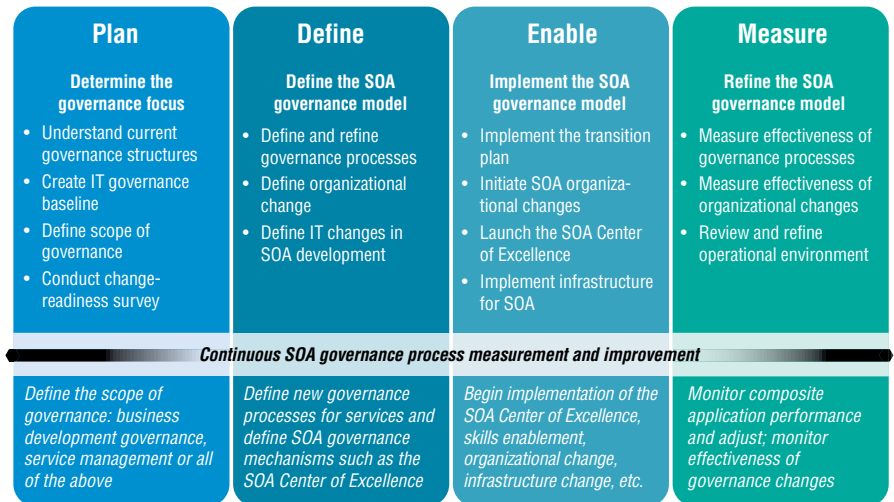 Plan
Determine the
governance focus
• Understand current
governance structures
• Create IT governance
baseline
• Define scope of
governance
• Conduct change-
readiness survey
Define
Define the SOA
governance model
• Define and refine
governance processes
• Define organizational
change
• Define IT changes in
SOA development
Enable
Implement the SOA
governance model
• Implement the transition
plan
• Initiate SOA organiza-
tional changes
• Launch the SOA Center
of Excellence
• Implement infrastructure
for SOA
Measure
Refine the SOA
governance model
• Measure effectiveness of
governance processes
• Measure effectiveness of
organizational changes
• Review and refine
operational environment
Continuous SOA governance process measurement and improvement
Define the scope of
governance: business
development governance,
service management or all
of the above
Define new governance
processes for services and
define SOA governance
mechanisms such as the
SOA Center of Excellence
Begin implementation of the
SOA Center of Excellence,
skills enablement,
organizational change,
infrastructure change, etc.
Monitor composite
application performance
and adjust; monitor
effectiveness of
governance changes